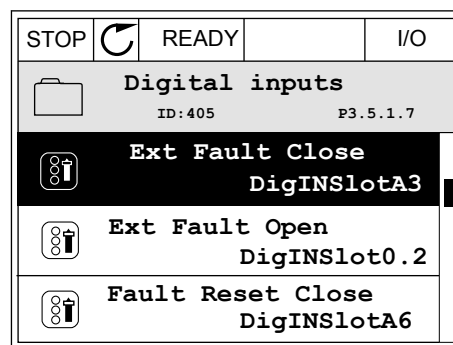 STOP READY I/O
Digital inputs
ID:405 P3.5.1.7
Ext Fault Close
DigINSlotA3
Ext Fault Open
DigINSlot0.2
Fault Reset Close
DigINSlotA6